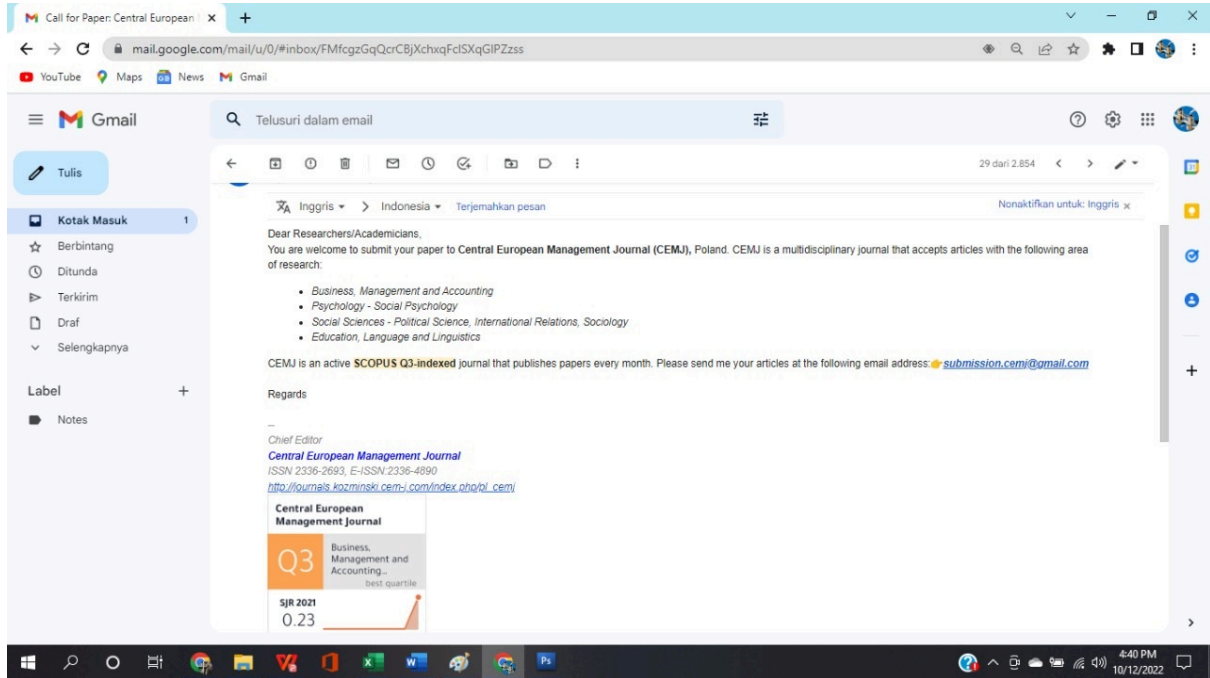 Call for Paper: Central European
mail.google.com/mail/u/0/#inbox/FMfcgzGqQcrCBjXchxqFclSXqGlPZzss
YouTube Maps News Gmail
Gmail
Telusuri dalam email
Tulis
29 dari 2.854
Kotak Masuk 1
Berbintang
Ditunda
Terkirim
Draf
Selengkapnya
Label +
Notes
Inggris > Indonesia Terjemahkan pesan Nonaktifkan untuk: Inggris x
Dear Researchers/Academicians,
You are welcome to submit your paper to Central European Management Journal (CEMJ), Poland. CEMJ is a multidisciplinary journal that accepts articles with the following area
of research:
• Business, Management and Accounting
• Psychology - Social Psychology
• Social Sciences - Political Science, International Relations, Sociology
• Education, Language and Linguistics
CEMJ is an active SCOPUS Q3-indexed journal that publishes papers every month. Please send me your articles at the following email address:👉submission.cemj@gmail.com
Regards
--
Chief Editor
Central European Management Journal
ISSN 2336-2693, E-ISSN:2336-4890
http://journals.kozminski.cem-j.com/index.php/pl_cemj
Central European
Management Journal
Q3
Business,
Management and
Accounting...
best quartile
SJR 2021
0.23
4:40 PM
10/12/2022